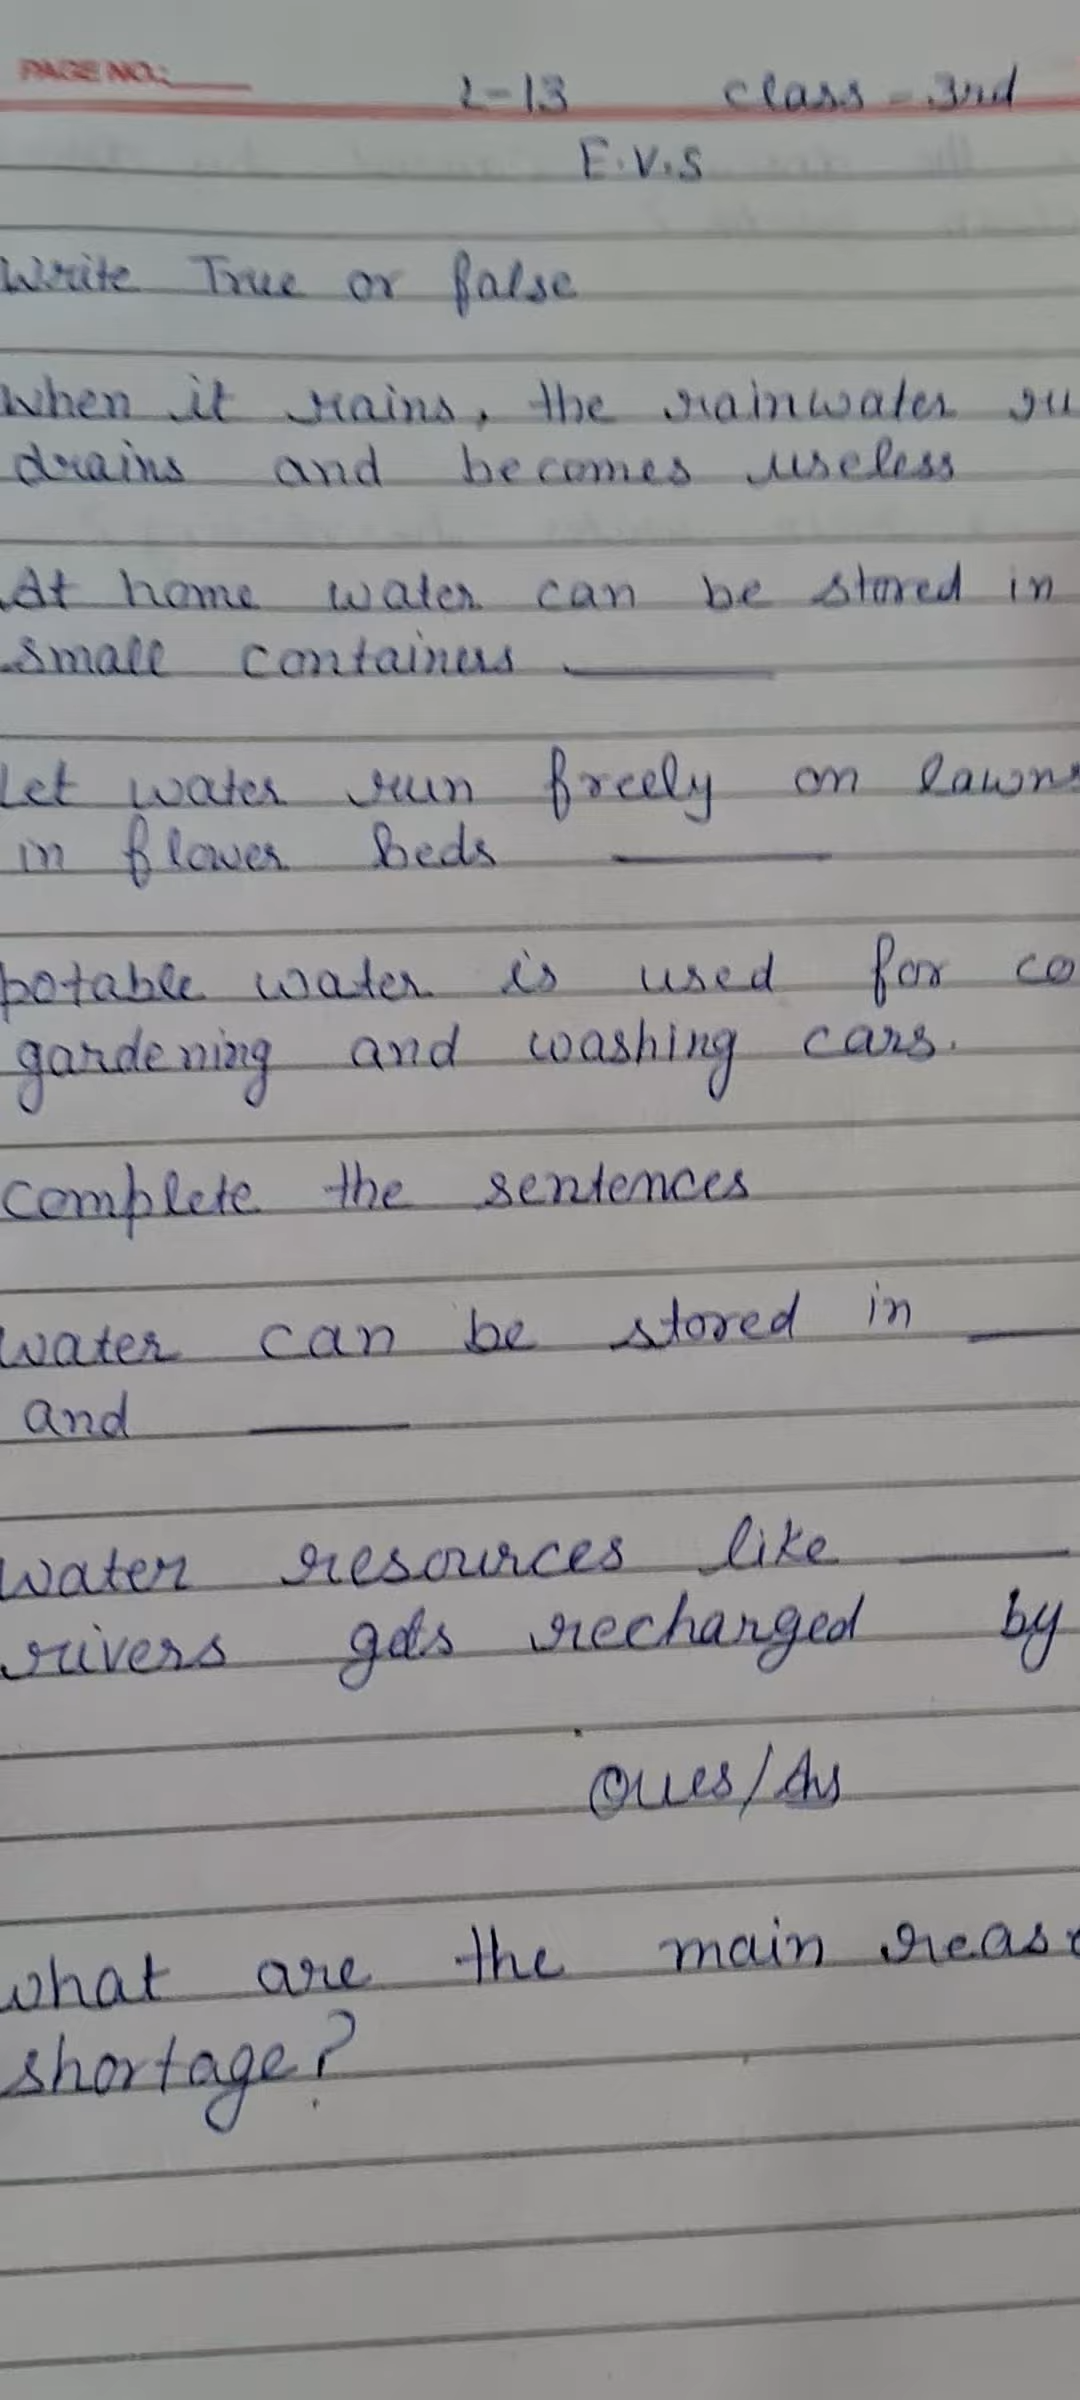 PAGE NO.:
L-13 class - 3rd
E.V.S
Write True or false
When it rains, the rainwater
drains and becomes useless
At home water can be stored in
small containers
Let water run freely on lawns
in flower beds
potable water is used for
gardening and washing cars.
complete the sentences
water can be stored in
and
water resources like
rivers gets rechanged by
Ques/Ans
what are the main
shortage?